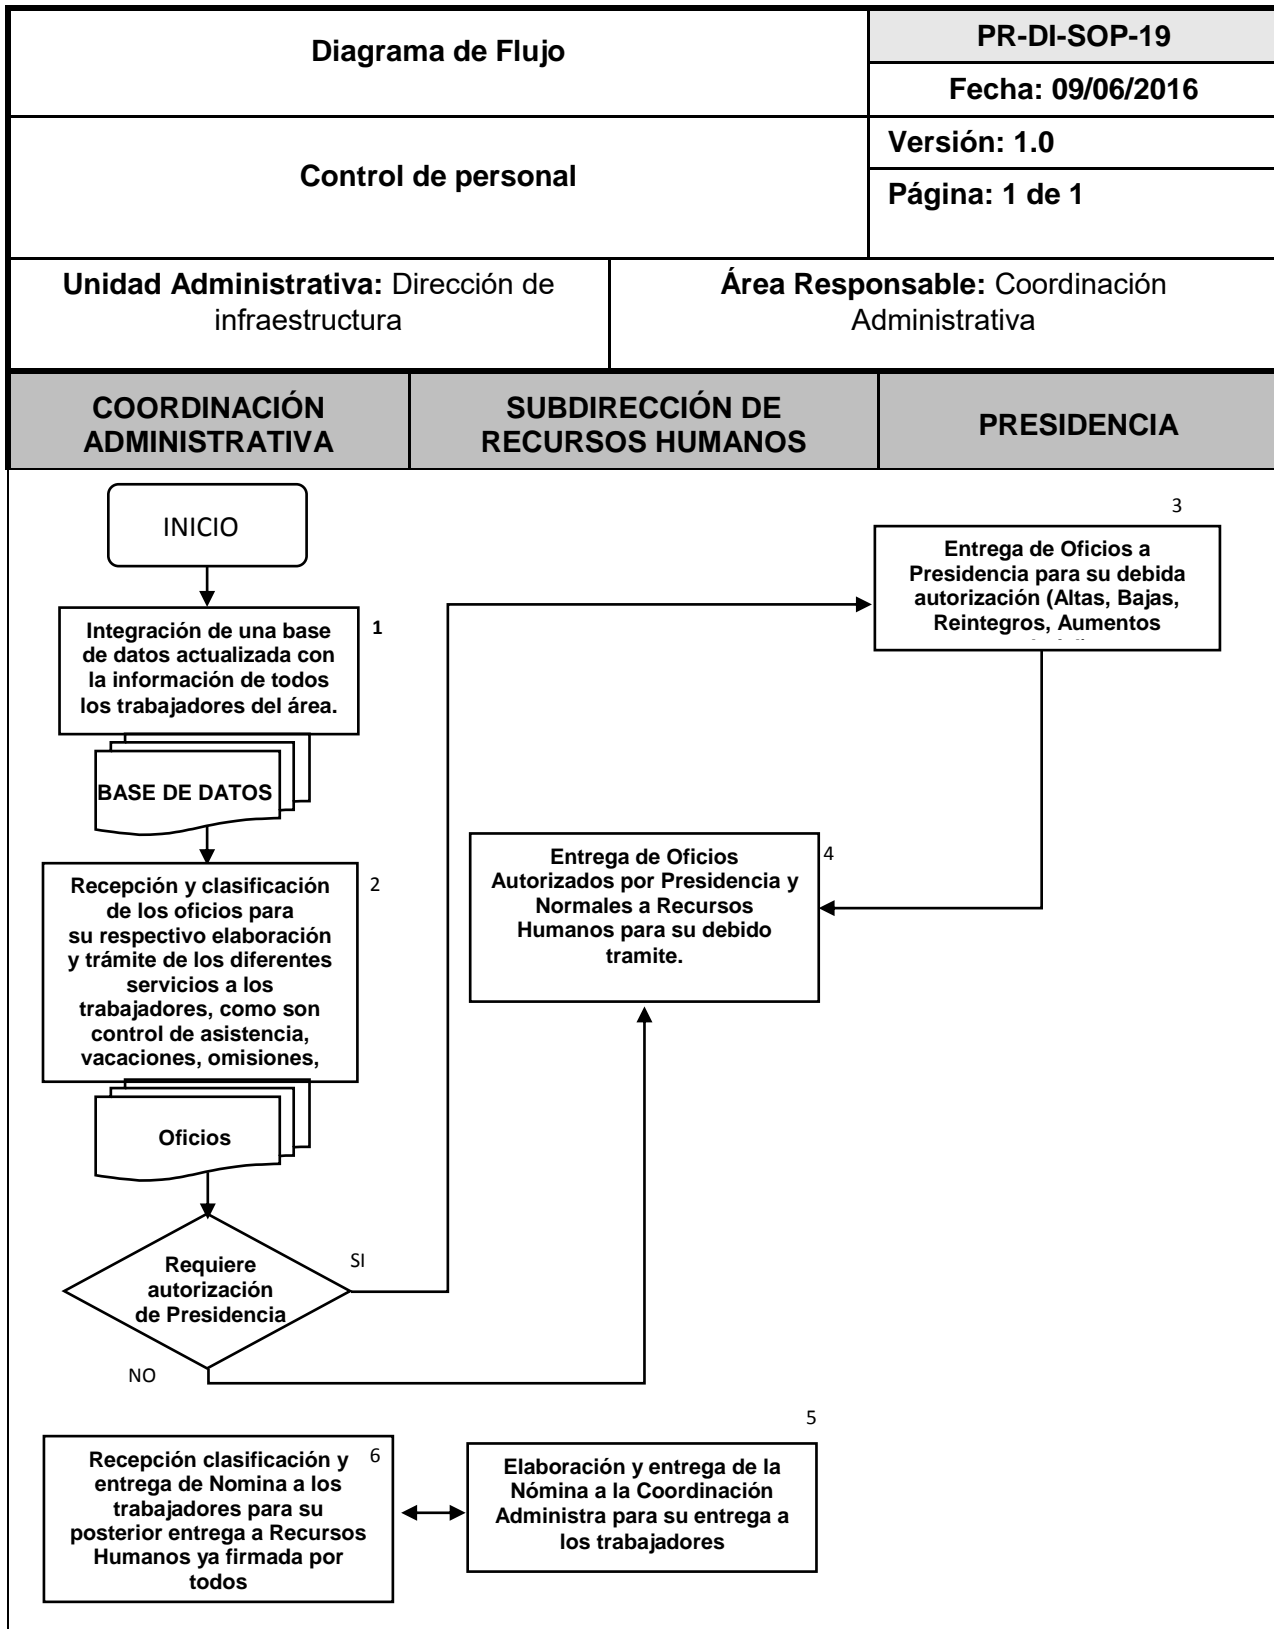 Diagrama de Flujo
PR-DI-SOP-19
Fecha: 09/06/2016
Control de personal
Versión: 1.0
Página: 1 de 1
Unidad Administrativa: Dirección de
infraestructura
Área Responsable: Coordinación
Administrativa
COORDINACIÓN
ADMINISTRATIVA
SUBDIRECCIÓN DE
RECURSOS HUMANOS
PRESIDENCIA
INICIO
3
Entrega de Oficios a
Presidencia para su debida
autorización (Altas, Bajas,
Reintegros, Aumentos
1
Integración de una base
de datos actualizada con
la información de todos
los trabajadores del área.
BASE DE DATOS
4
Entrega de Oficios
Autorizados por Presidencia y
Normales a Recursos
Humanos para su debido
tramite.
2
Recepción y clasificación
de los oficios para
su respectivo elaboración
y trámite de los diferentes
servicios a los
trabajadores, como son
control de asistencia,
vacaciones, omisiones,
Oficios
Requiere
autorización
de Presidencia
SI
NO
5
6
Recepción clasificación y
entrega de Nomina a los
trabajadores para su
posterior entrega a Recursos
Humanos ya firmada por
todos
Elaboración y entrega de la
Nómina a la Coordinación
Administra para su entrega a
los trabajadores